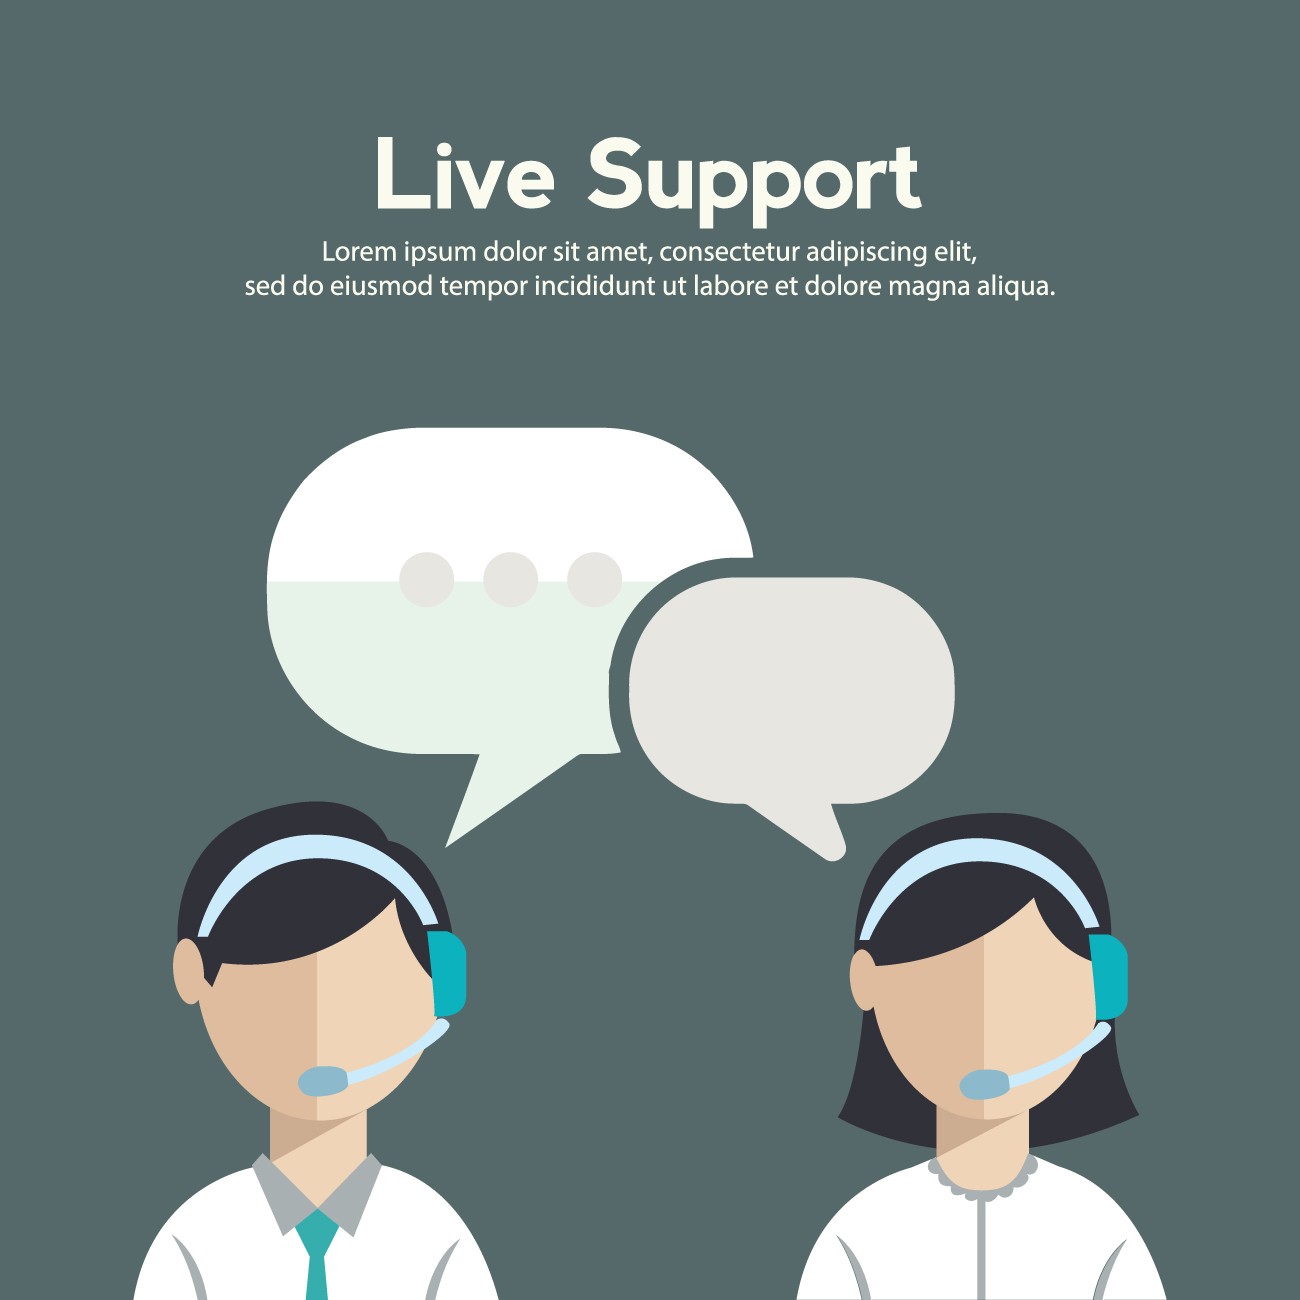 Live Support
Lorem ipsum dolor sit amet, consectetur adipiscing elit,
sed do eiusmod tempor incididunt ut labore et dolore magna aliqua.